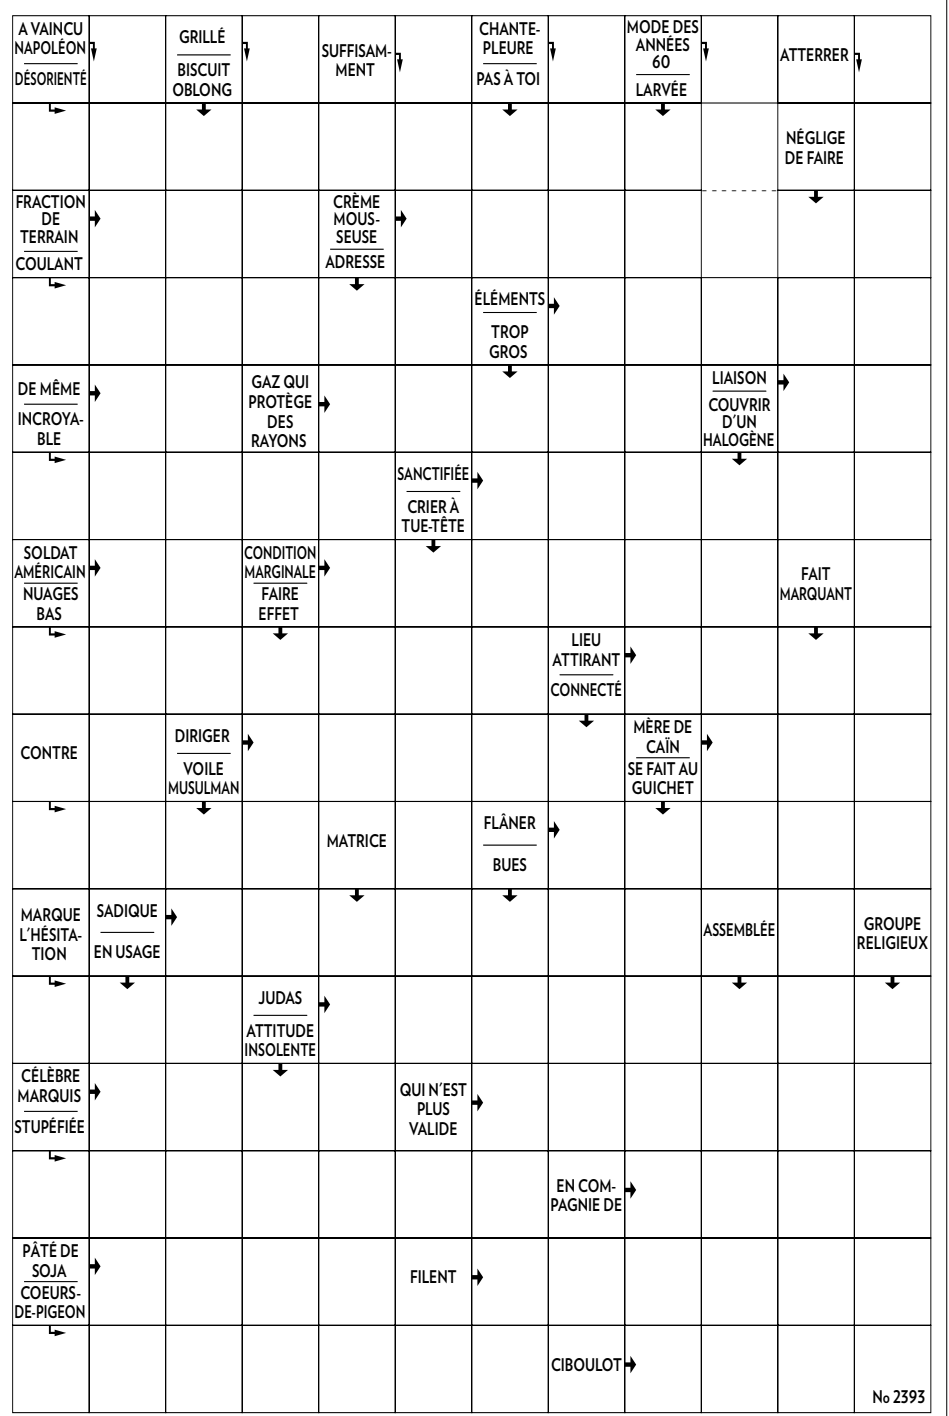 A VAINCU
NAPOLÉON
DÉSORIENTÉ
GRILLÉ
BISCUIT
OBLONG
SUFFISAM-
MENT
CHANTE-
PLEURE
PAS À TOI
MODE DES
ANNÉES
60
LARVÉE
ATTERRER
NÉGLIGE
DE FAIRE
FRACTION
DE
TERRAIN
COULANT
CRÈME
MOUS-
SEUSE
ADRESSE
ÉLÉMENTS
TROP
GROS
DE MÊME
INCROYA-
BLE
GAZ QUI
PROTÈGE
DES
RAYONS
LIAISON
COUVRIR
D'UN
HALOGÈNE
SANCTIFIÉE
CRIER À
TUE-TÊTE
SOLDAT
AMÉRICAIN
NUAGES
BAS
CONDITION
MARGINALE
FAIRE
EFFET
FAIT
MARQUANT
LIEU
ATTIRANT
CONNECTÉ
CONTRE
DIRIGER
VOILE
MUSULMAN
MÈRE DE
CAÏN
SE FAIT AU
GUICHET
MATRICE
FLÂNER
BUES
MARQUE
L'HÉSITA-
TION
SADIQUE
EN USAGE
ASSEMBLÉE
GROUPE
RELIGIEUX
JUDAS
ATTITUDE
INSOLENTE
CÉLÈBRE
MARQUIS
STUPÉFIÉE
QUI N'EST
PLUS
VALIDE
EN COM-
PAGNIE DE
PÂTÉ DE
SOJA
COEURS-
DE-PIGEON
FILENT
CIBOULOT
No 2393